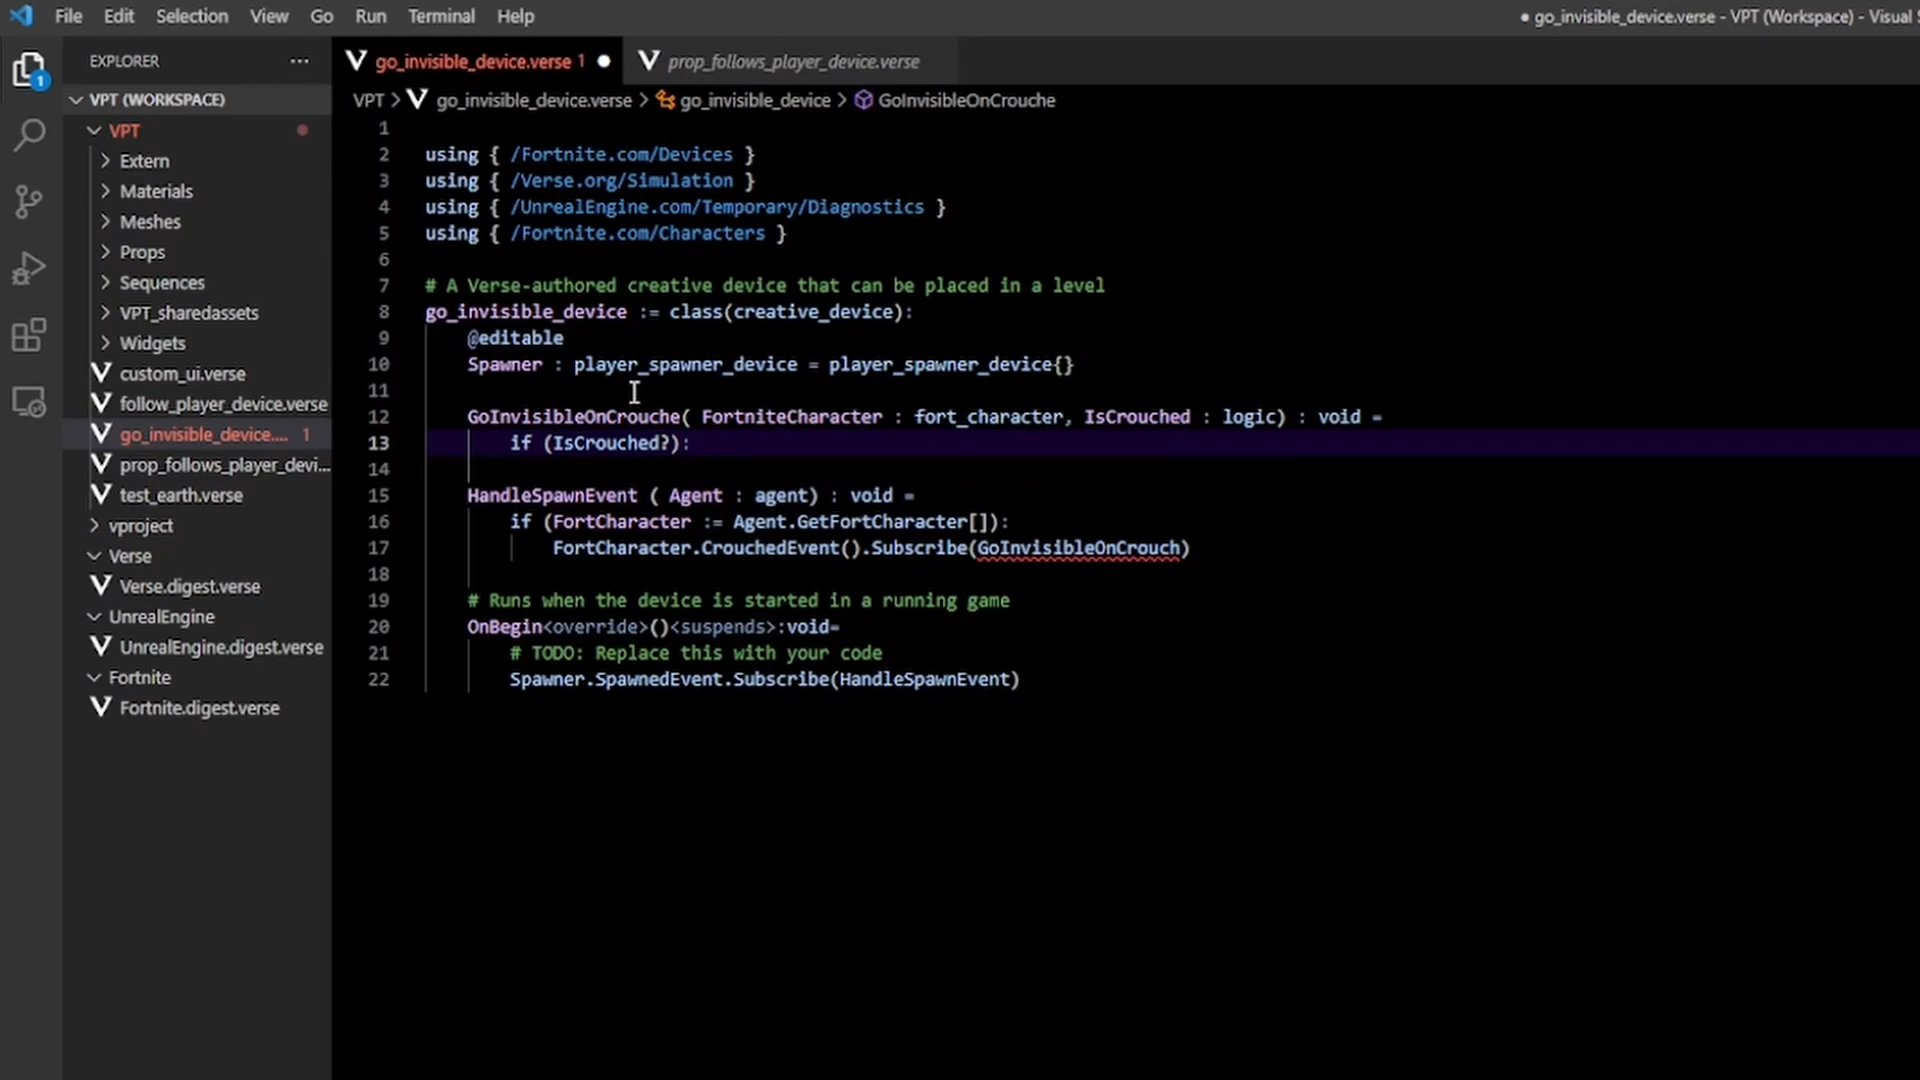 File Edit Selection View Go Run Terminal Help
● go_invisible_device.verse - VPT (Workspace) - Visual
EXPLORER ...
1
VPT (WORKSPACE)
VPT
Extern
Materials
Meshes
Props
Sequences
VPT_sharedassets
Widgets
custom_ui.verse
follow_player_device.verse
go_invisible_device.... 1
prop_follows_player_devi...
test_earth.verse
vproject
Verse
Verse.digest.verse
UnrealEngine
UnrealEngine.digest.verse
Fortnite
Fortnite.digest.verse
go_invisible_device.verse 1 ● prop_follows_player_device.verse
VPT > go_invisible_device.verse > go_invisible_device > GoInvisibleOnCrouche
1
2 using { /Fortnite.com/Devices }
3 using { /Verse.org/Simulation }
4 using { /UnrealEngine.com/Temporary/Diagnostics }
5 using { /Fortnite.com/Characters }
6
7 # A Verse-authored creative device that can be placed in a level
8 go_invisible_device := class(creative_device):
9 @editable
10 Spawner : player_spawner_device = player_spawner_device{}
11
12 GoInvisibleOnCrouche( FortniteCharacter : fort_character, IsCrouched : logic) : void =
13 if (IsCrouched?):
14
15 HandleSpawnEvent ( Agent : agent) : void =
16 if (FortCharacter := Agent.GetFortCharacter[]):
17 FortCharacter.CrouchedEvent().Subscribe(GoInvisibleOnCrouch)
18
19 # Runs when the device is started in a running game
20 OnBegin<override>()<suspends>:void=
21 # TODO: Replace this with your code
22 Spawner.SpawnedEvent.Subscribe(HandleSpawnEvent)